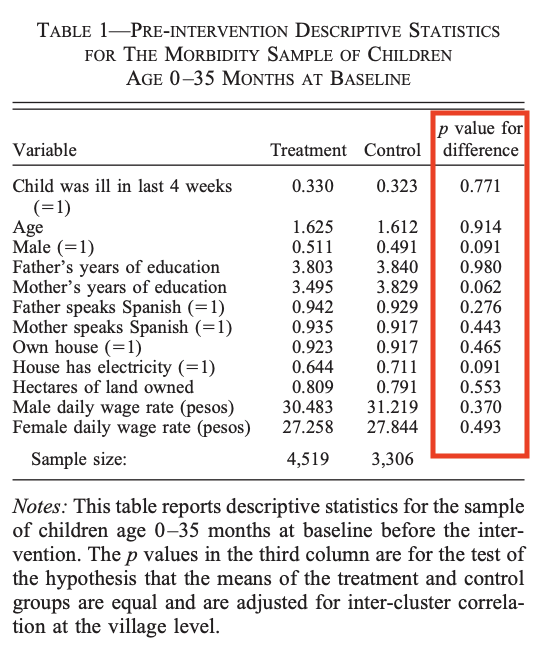 TABLE 1—PRE-INTERVENTION DESCRIPTIVE STATISTICS
FOR THE MORBIDITY SAMPLE OF CHILDREN
AGE 0–35 MONTHS AT BASELINE
Variable Treatment Control p value for difference
Child was ill in last 4 weeks (=1) 0.330 0.323 0.771
Age 1.625 1.612 0.914
Male (=1) 0.511 0.491 0.091
Father's years of education 3.803 3.840 0.980
Mother's years of education 3.495 3.829 0.062
Father speaks Spanish (=1) 0.942 0.929 0.276
Mother speaks Spanish (=1) 0.935 0.917 0.443
Own house (=1) 0.923 0.917 0.465
House has electricity (=1) 0.644 0.711 0.091
Hectares of land owned 0.809 0.791 0.553
Male daily wage rate (pesos) 30.483 31.219 0.370
Female daily wage rate (pesos) 27.258 27.844 0.493
Sample size: 4,519 3,306
Notes: This table reports descriptive statistics for the sample
of children age 0–35 months at baseline before the inter-
vention. The p values in the third column are for the test of
the hypothesis that the means of the treatment and control
groups are equal and are adjusted for inter-cluster correla-
tion at the village level.